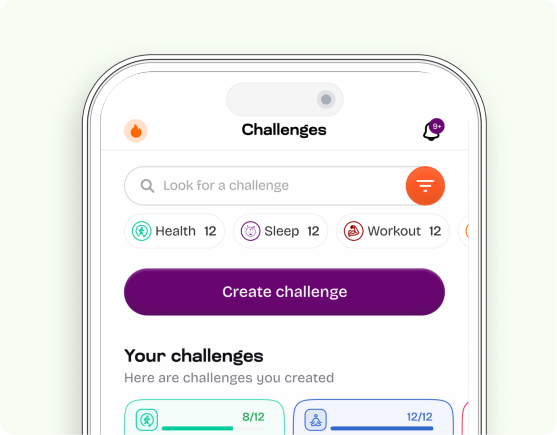 Challenges
9+
Look for a challenge
Health 12 Sleep 12 Workout 12
Create challenge
Your challenges
Here are challenges you created
8/12 12/12